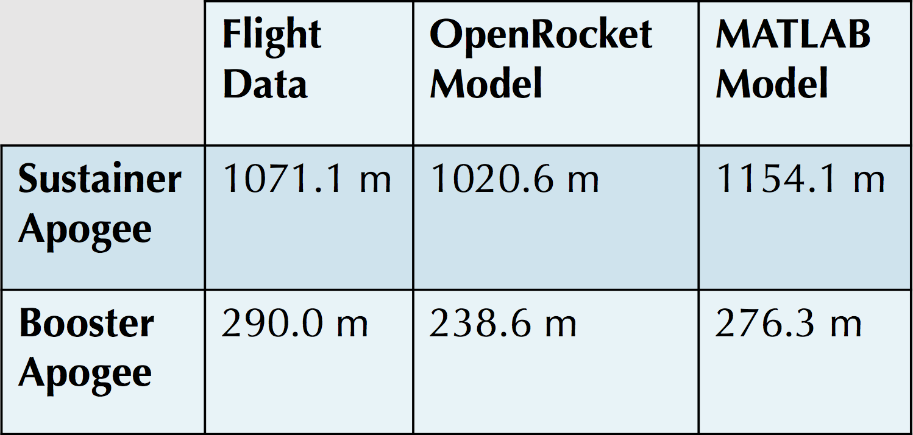 Flight Data OpenRocket Model MATLAB Model
Sustainer Apogee 1071.1 m 1020.6 m 1154.1 m
Booster Apogee 290.0 m 238.6 m 276.3 m